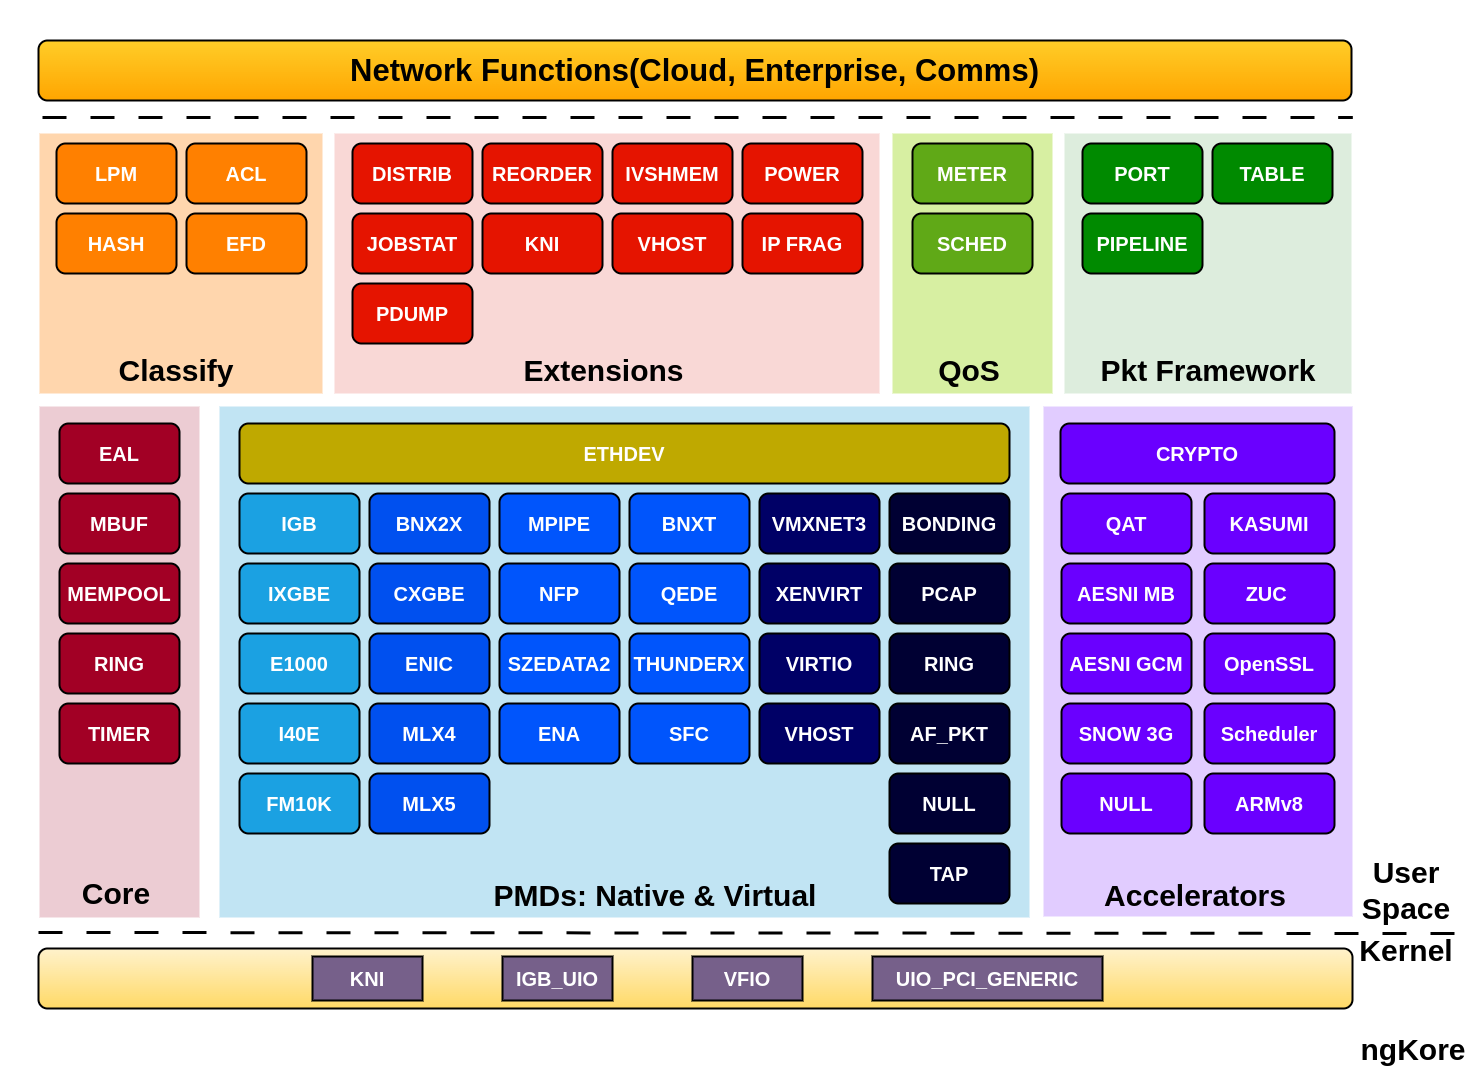 Network Functions(Cloud, Enterprise, Comms)
LPM
ACL
HASH
EFD
Classify
DISTRIB
REORDER
IVSHMEM
POWER
JOBSTAT
KNI
VHOST
IP FRAG
PDUMP
Extensions
METER
SCHED
QoS
PORT
TABLE
PIPELINE
Pkt Framework
EAL
MBUF
MEMPOOL
RING
TIMER
Core
ETHDEV
IGB
BNX2X
MPIPE
BNXT
VMXNET3
BONDING
IXGBE
CXGBE
NFP
QEDE
XENVIRT
PCAP
E1000
ENIC
SZEDATA2
THUNDERX
VIRTIO
RING
I40E
MLX4
ENA
SFC
VHOST
AF_PKT
FM10K
MLX5
NULL
TAP
PMDs: Native & Virtual
CRYPTO
QAT
KASUMI
AESNI MB
ZUC
AESNI GCM
OpenSSL
SNOW 3G
Scheduler
NULL
ARMv8
Accelerators
User
Space
Kernel
KNI
IGB_UIO
VFIO
UIO_PCI_GENERIC
ngKore